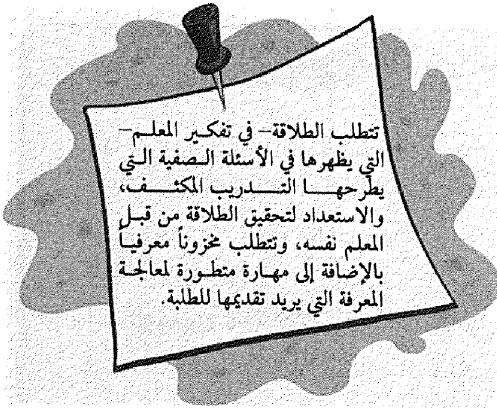 تتطلب الطلاقة– في تفكير المعلم–
التي يظهرها في الأسئلة الصفية التي
يطرحها التدريب المكثف،
والاستعداد لتحقيق الطلاقة من قبل
المعلم نفسه، وتتطلب مخزوناً معرفياً
بالإضافة إلى مهارة متطورة لمعالجة
المعرفة التي يريد تقديمها للطلبة.